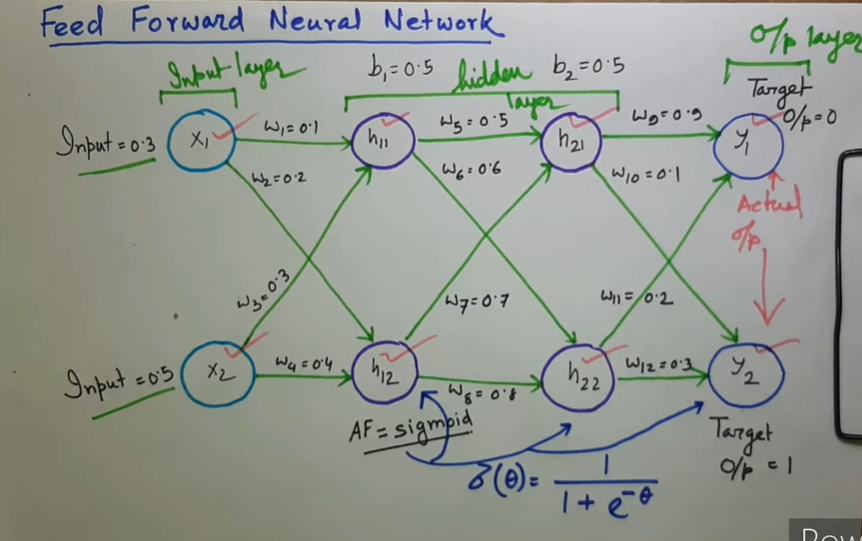 Feed Forward Neural Network
O/p layer
Input layer
b₁=0.5
hidden layer
b₂=0.5
Target
O/p=0
Input=0.3
x₁
w₁=0.1
h₁₁
w₅=0.5
h₂₁
w₉=0.9
y₁
w₂=0.2
w₆=0.6
w₁₀=0.1
Actual
O/p
w₃=0.3
w₇=0.7
w₁₁=0.2
Input=0.5
x₂
w₄=0.4
h₁₂
w₈=0.8
h₂₂
w₁₂=0.3
y₂
AF=sigmoid
Target
O/p=1
δ(θ)= 1
1+e^-θ